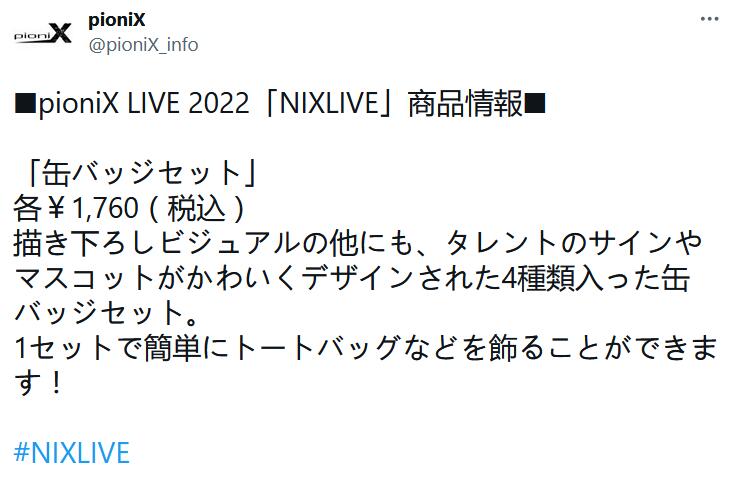 pioniX
pioniX
@pioniX_info
■pioniX LIVE 2022「NIXLIVE」商品情報■
「缶バッジセット」
各￥1,760（税込）
描き下ろしビジュアルの他にも、タレントのサインや
マスコットがかわいくデザインされた4種類入った缶
バッジセット。
1セットで簡単にトートバッグなどを飾ることができま
す！
#NIXLIVE